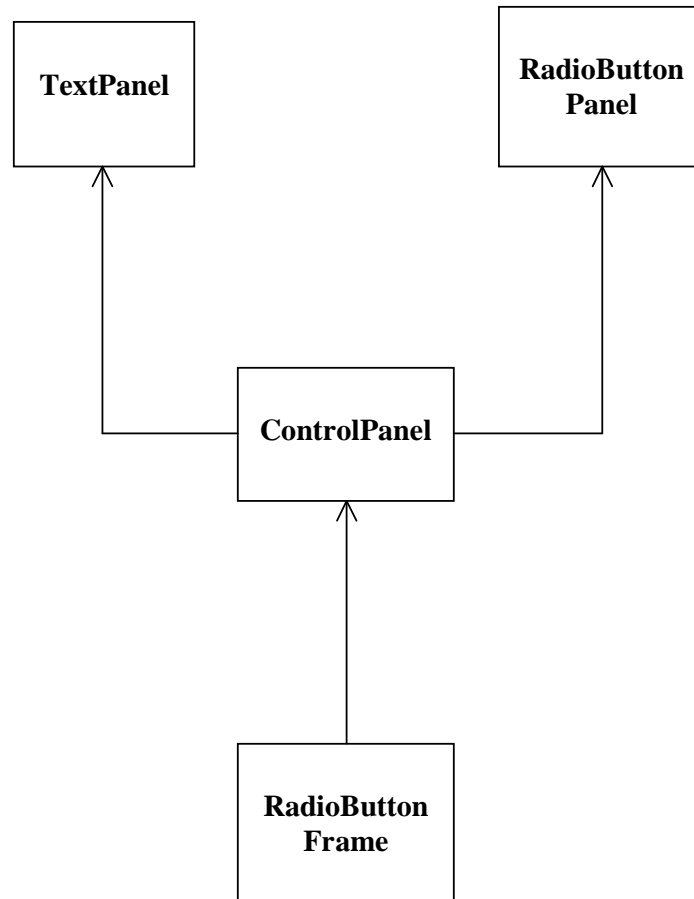 TextPanel
RadioButton
Panel
ControlPanel
RadioButton
Frame